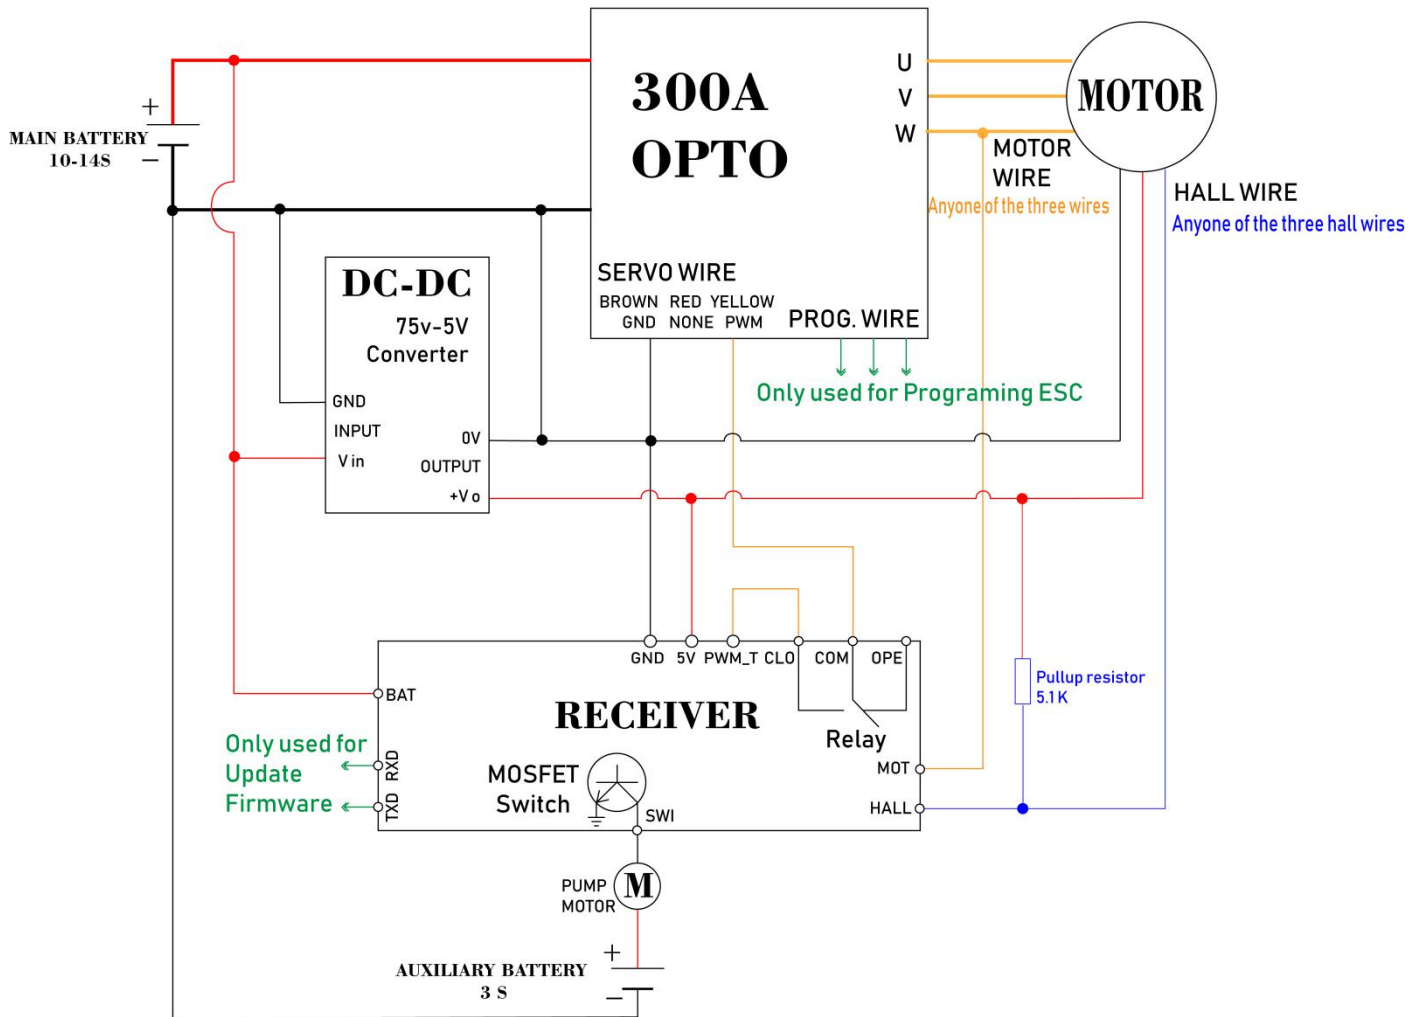 300A
OPTO
U
V
W
MOTOR
+
MAIN BATTERY
10-14S
−
MOTOR
WIRE
Anyone of the three wires
HALL WIRE
Anyone of the three hall wires
SERVO WIRE
BROWN RED YELLOW
GND NONE PWM
PROG. WIRE
Only used for Programing ESC
DC-DC
75v-5V
Converter
GND
INPUT
Vin
0V
OUTPUT
+Vo
GND 5V PWM_T CLO COM OPE
BAT
RECEIVER
Relay
Pullup resistor
5.1K
Only used for
Update
Firmware
RXD
TXD
MOSFET
Switch
SWI
MOT
HALL
PUMP
MOTOR
M
+
AUXILIARY BATTERY
3 S
−